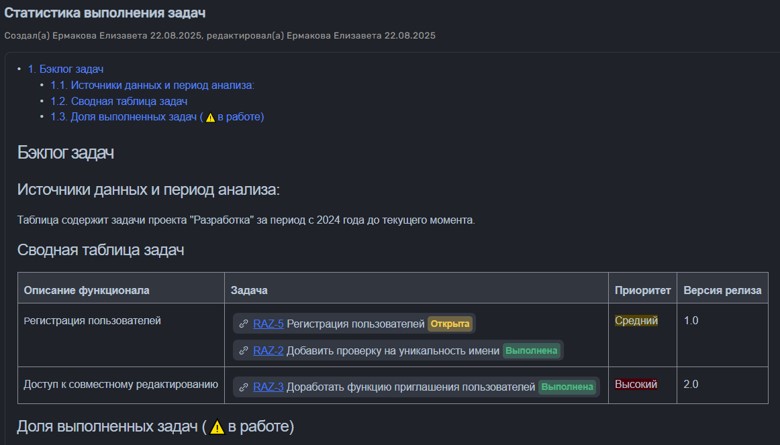 Статистика выполнения задач
Создал(а) Ермакова Елизавета 22.08.2025, редактировал(а) Ермакова Елизавета 22.08.2025
• 1. Бэклог задач
• 1.1. Источники данных и период анализа:
• 1.2. Сводная таблица задач
• 1.3. Доля выполненных задач (⚠️ в работе)
Бэклог задач
Источники данных и период анализа:
Таблица содержит задачи проекта "Разработка" за период с 2024 года до текущего момента.
Сводная таблица задач
Описание функционала Задача Приоритет Версия релиза
Регистрация пользователей RAZ-5 Регистрация пользователей Открыта Средний 1.0
RAZ-2 Добавить проверку на уникальность имени Выполнена
Доступ к совместному редактированию RAZ-3 Доработать функцию приглашения пользователей Выполнена Высокий 2.0
Доля выполненных задач (⚠️ в работе)